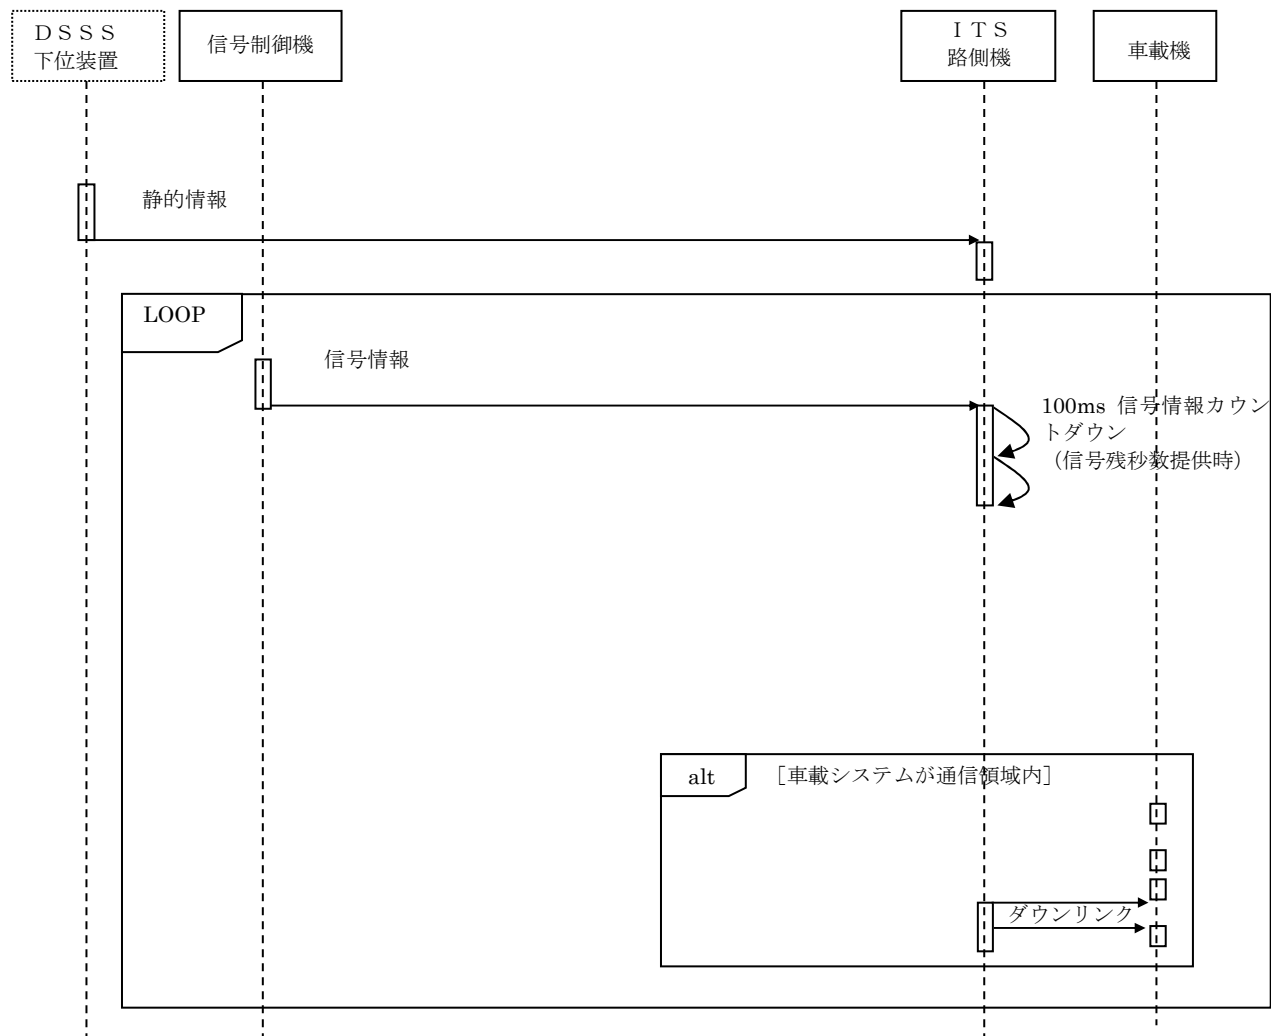 ＤＳＳＳ
下位装置
信号制御機
ＩＴＳ
路側機
車載機
静的情報
LOOP
信号情報
100ms 信号情報カウン
トダウン
（信号残秒数提供時）
alt
［車載システムが通信領域内］
ダウンリンク